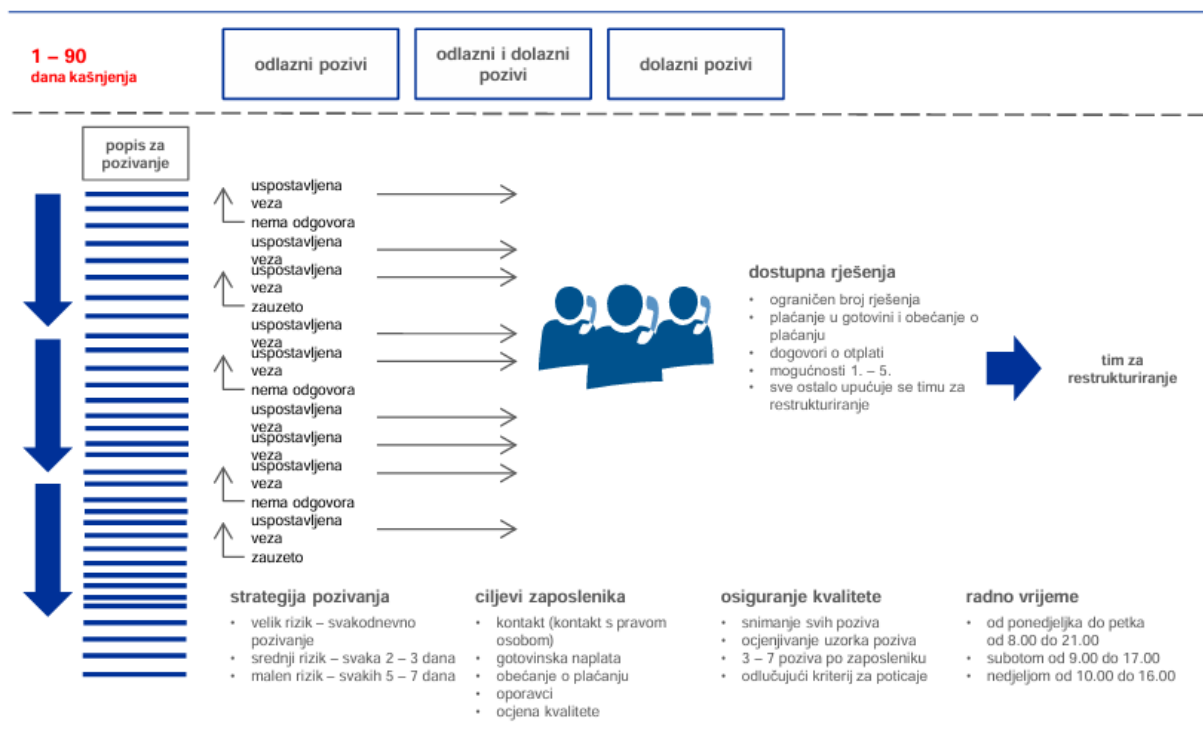 1 – 90
dana kašnjenja
odlazni pozivi
odlazni i dolazni
pozivi
dolazni pozivi
popis za
pozivanje
uspostavljena
veza
nema odgovora
uspostavljena
veza
uspostavljena
veza
zauzeto
uspostavljena
veza
uspostavljena
veza
nema odgovora
uspostavljena
veza
uspostavljena
veza
uspostavljena
veza
nema odgovora
uspostavljena
veza
zauzeto
dostupna rješenja
• ograničen broj rješenja
• plaćanje u gotovini i obećanje o
plaćanju
• dogovori o otplati
• mogućnosti 1. – 5.
• sve ostalo upućuje se timu za
restrukturiranje
tim za
restrukturiranje
strategija pozivanja
• velik rizik – svakodnevno
pozivanje
• srednji rizik – svaka 2 – 3 dana
• malen rizik – svakih 5 – 7 dana
ciljevi zaposlenika
• kontakt (kontakt s pravom
osobom)
• gotovinska naplata
• obećanje o plaćanju
• oporavci
• ocjena kvalitete
osiguranje kvalitete
• snimanje svih poziva
• ocjenjivanje uzorka poziva
• 3 – 7 poziva po zaposleniku
• odlučujući kriterij za poticaje
radno vrijeme
• od ponedjeljka do petka
od 8.00 do 21.00
• subotom od 9.00 do 17.00
• nedjeljom od 10.00 do 16.00